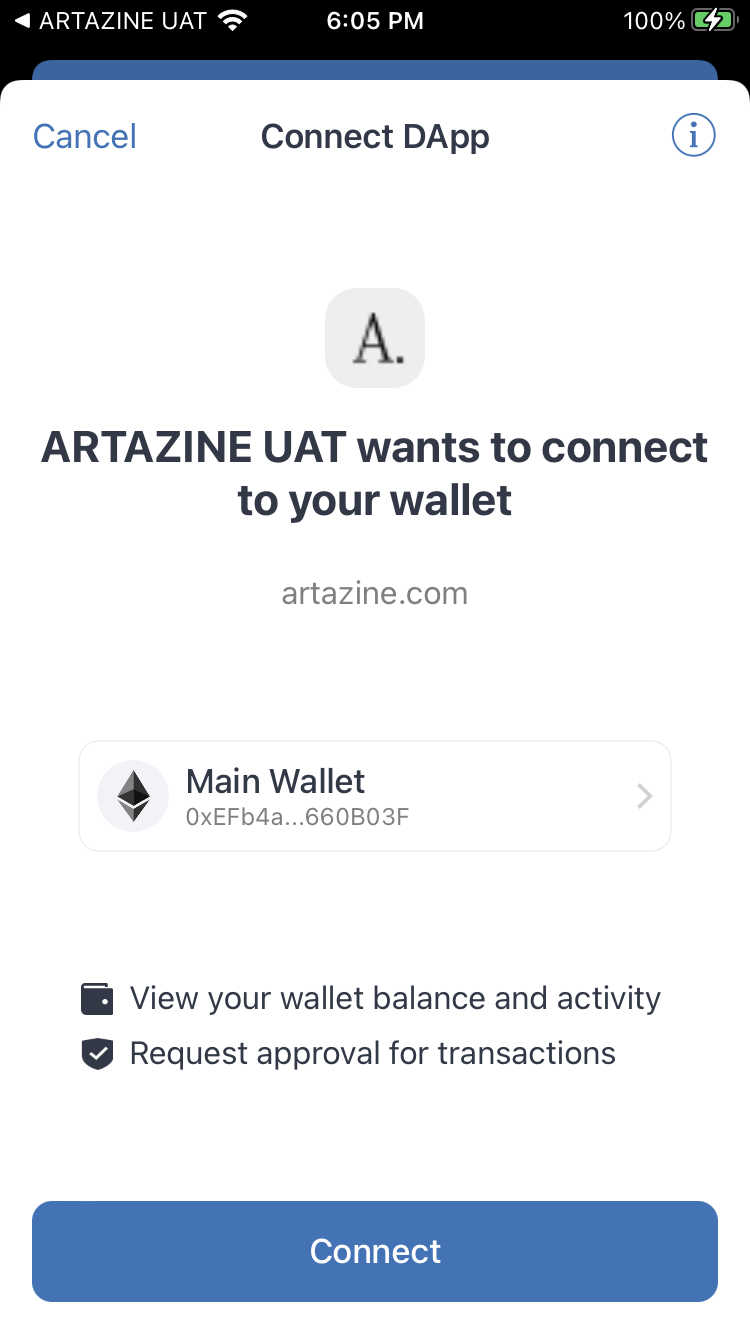 ◀ ARTAZINE UAT 6:05 PM 100%
Cancel Connect DApp i
A.
ARTAZINE UAT wants to connect
to your wallet
artazine.com
Main Wallet
0xEFb4a...660B03F
View your wallet balance and activity
Request approval for transactions
Connect